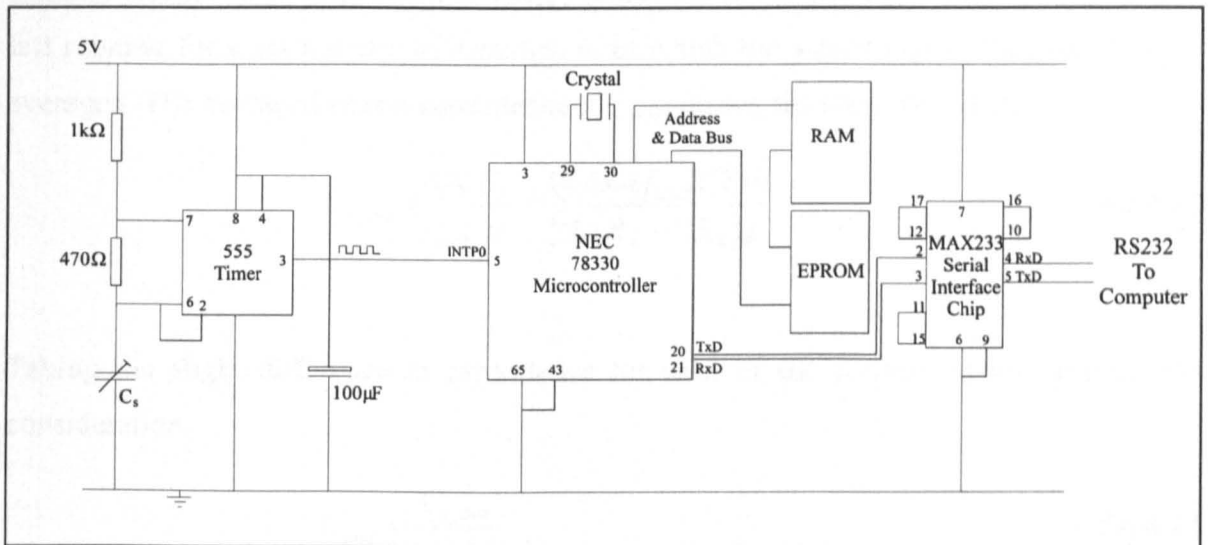 5V
Crystal
1kΩ
Address
& Data Bus
RAM
3
29
30
7
8
4
470Ω
555
Timer
3
INTP0
5
NEC
78330
Microcontroller
EPROM
17
7
16
12
10
MAX233
Serial
Interface
Chip
2
3
4 RxD
5 TxD
RS232
To
Computer
6
2
11
15
6
9
20
TxD
21
RxD
65
43
Cs
100μF